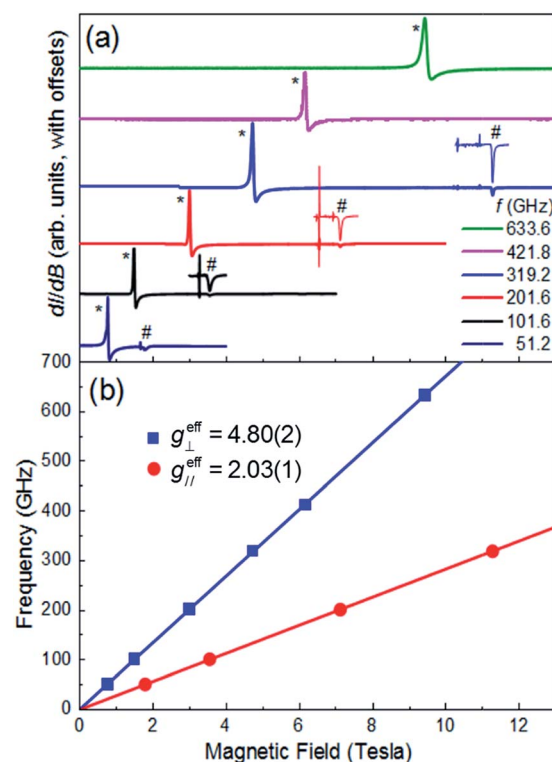 (a)
*
*
*
#
*
#
f (GHz)
633.6
421.8
319.2
201.6
101.6
51.2
*
#
*
#
dI/dB (arb. units, with offsets)
(b)
700
600
500
400
300
200
100
0
g⊥^eff = 4.80(2)
g//^eff = 2.03(1)
Frequency (GHz)
0 2 4 6 8 10 12
Magnetic Field (Tesla)